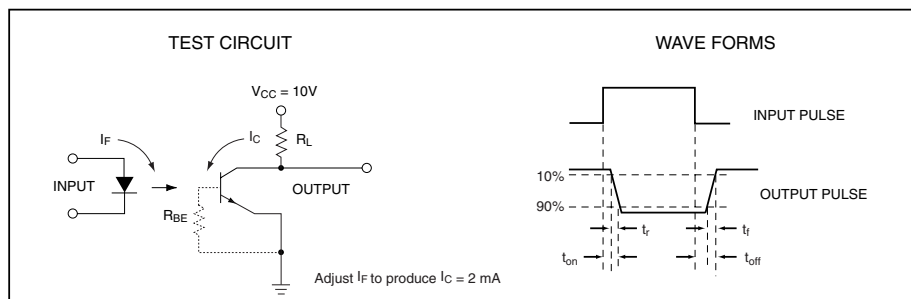 TEST CIRCUIT
WAVE FORMS
VCC = 10V
IF
IC
RL
INPUT
OUTPUT
RBE
Adjust IF to produce IC = 2 mA
INPUT PULSE
10%
OUTPUT PULSE
90%
tr
tf
ton
toff